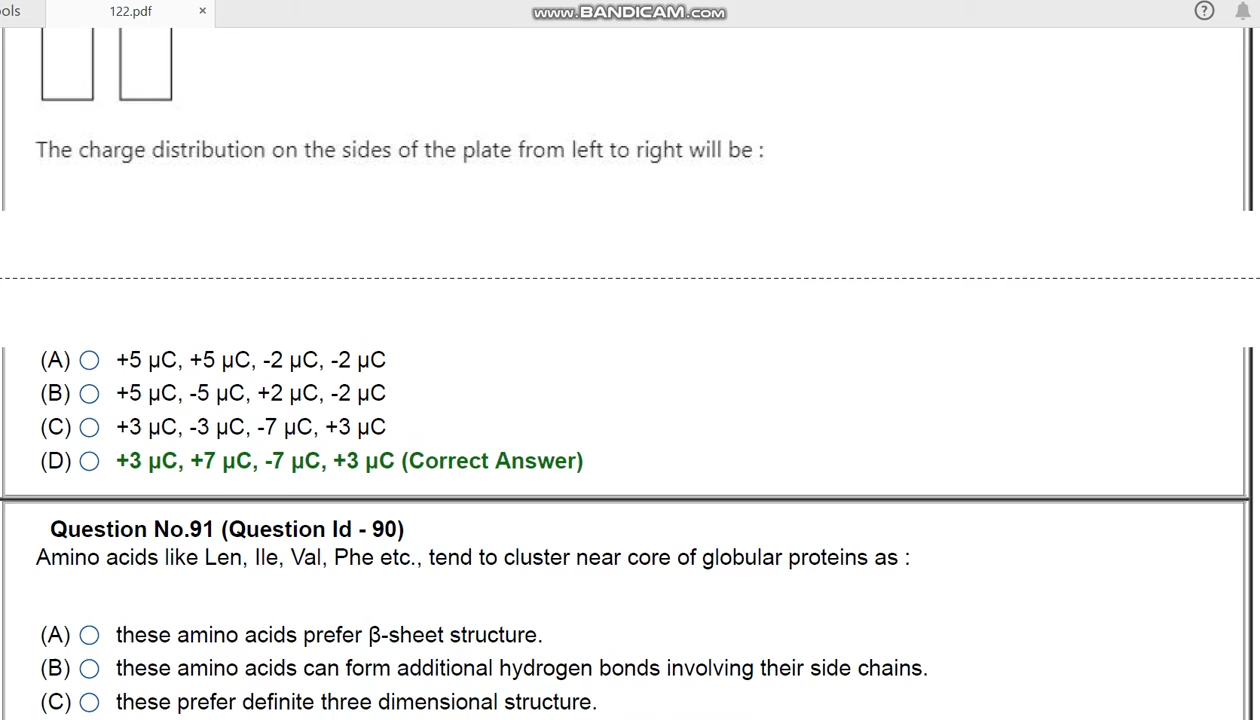 ols 122.pdf × www.BANDICAM.com ?
The charge distribution on the sides of the plate from left to right will be :
(A) +5 μC, +5 μC, -2 μC, -2 μC
(B) +5 μC, -5 μC, +2 μC, -2 μC
(C) +3 μC, -3 μC, -7 μC, +3 μC
(D) +3 μC, +7 μC, -7 μC, +3 μC (Correct Answer)
Question No.91 (Question Id - 90)
Amino acids like Len, Ile, Val, Phe etc., tend to cluster near core of globular proteins as :
(A) these amino acids prefer β-sheet structure.
(B) these amino acids can form additional hydrogen bonds involving their side chains.
(C) these prefer definite three dimensional structure.